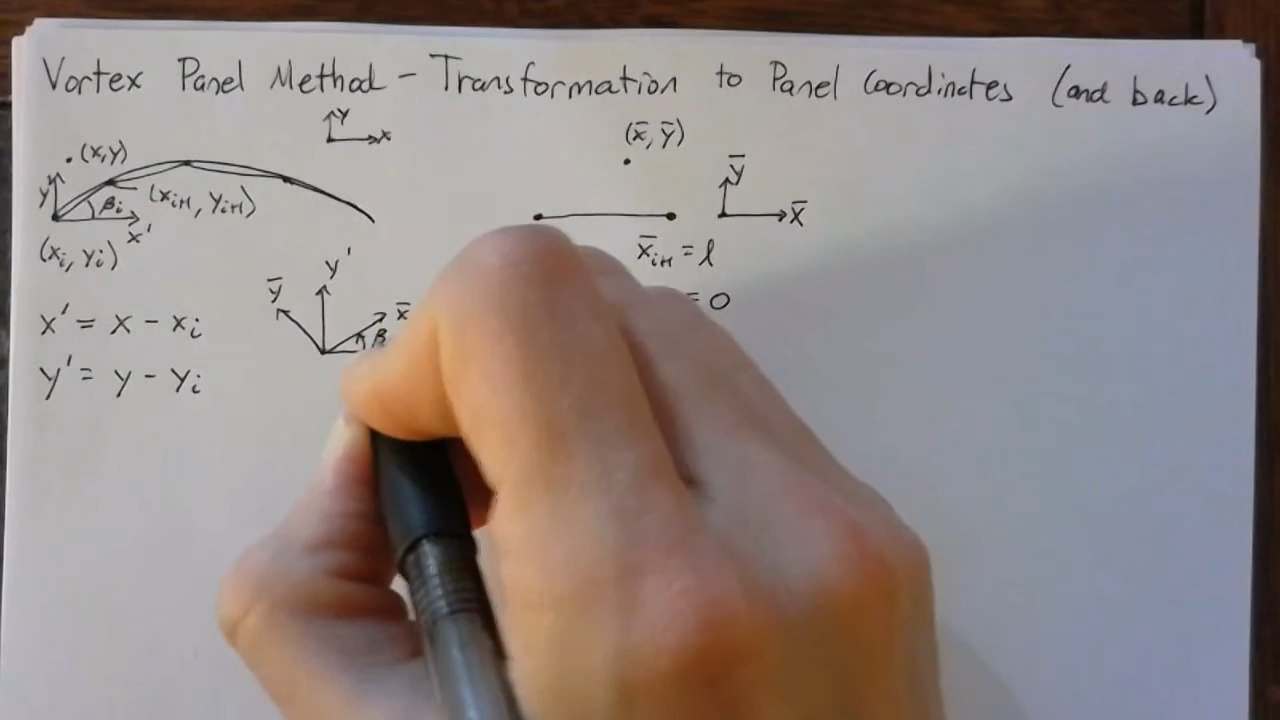 Vortex Panel Method - Transformation to Panel Coordinates (and back)
y
x
(x,y)
y'
βi
(xi+1, yi+1)
x'
(xi, yi)
(x̄, ȳ)
ȳ
x̄
x̄i+1 = l
= 0
y'
ȳ
x̄
β
x' = x - xi
y' = y - yi